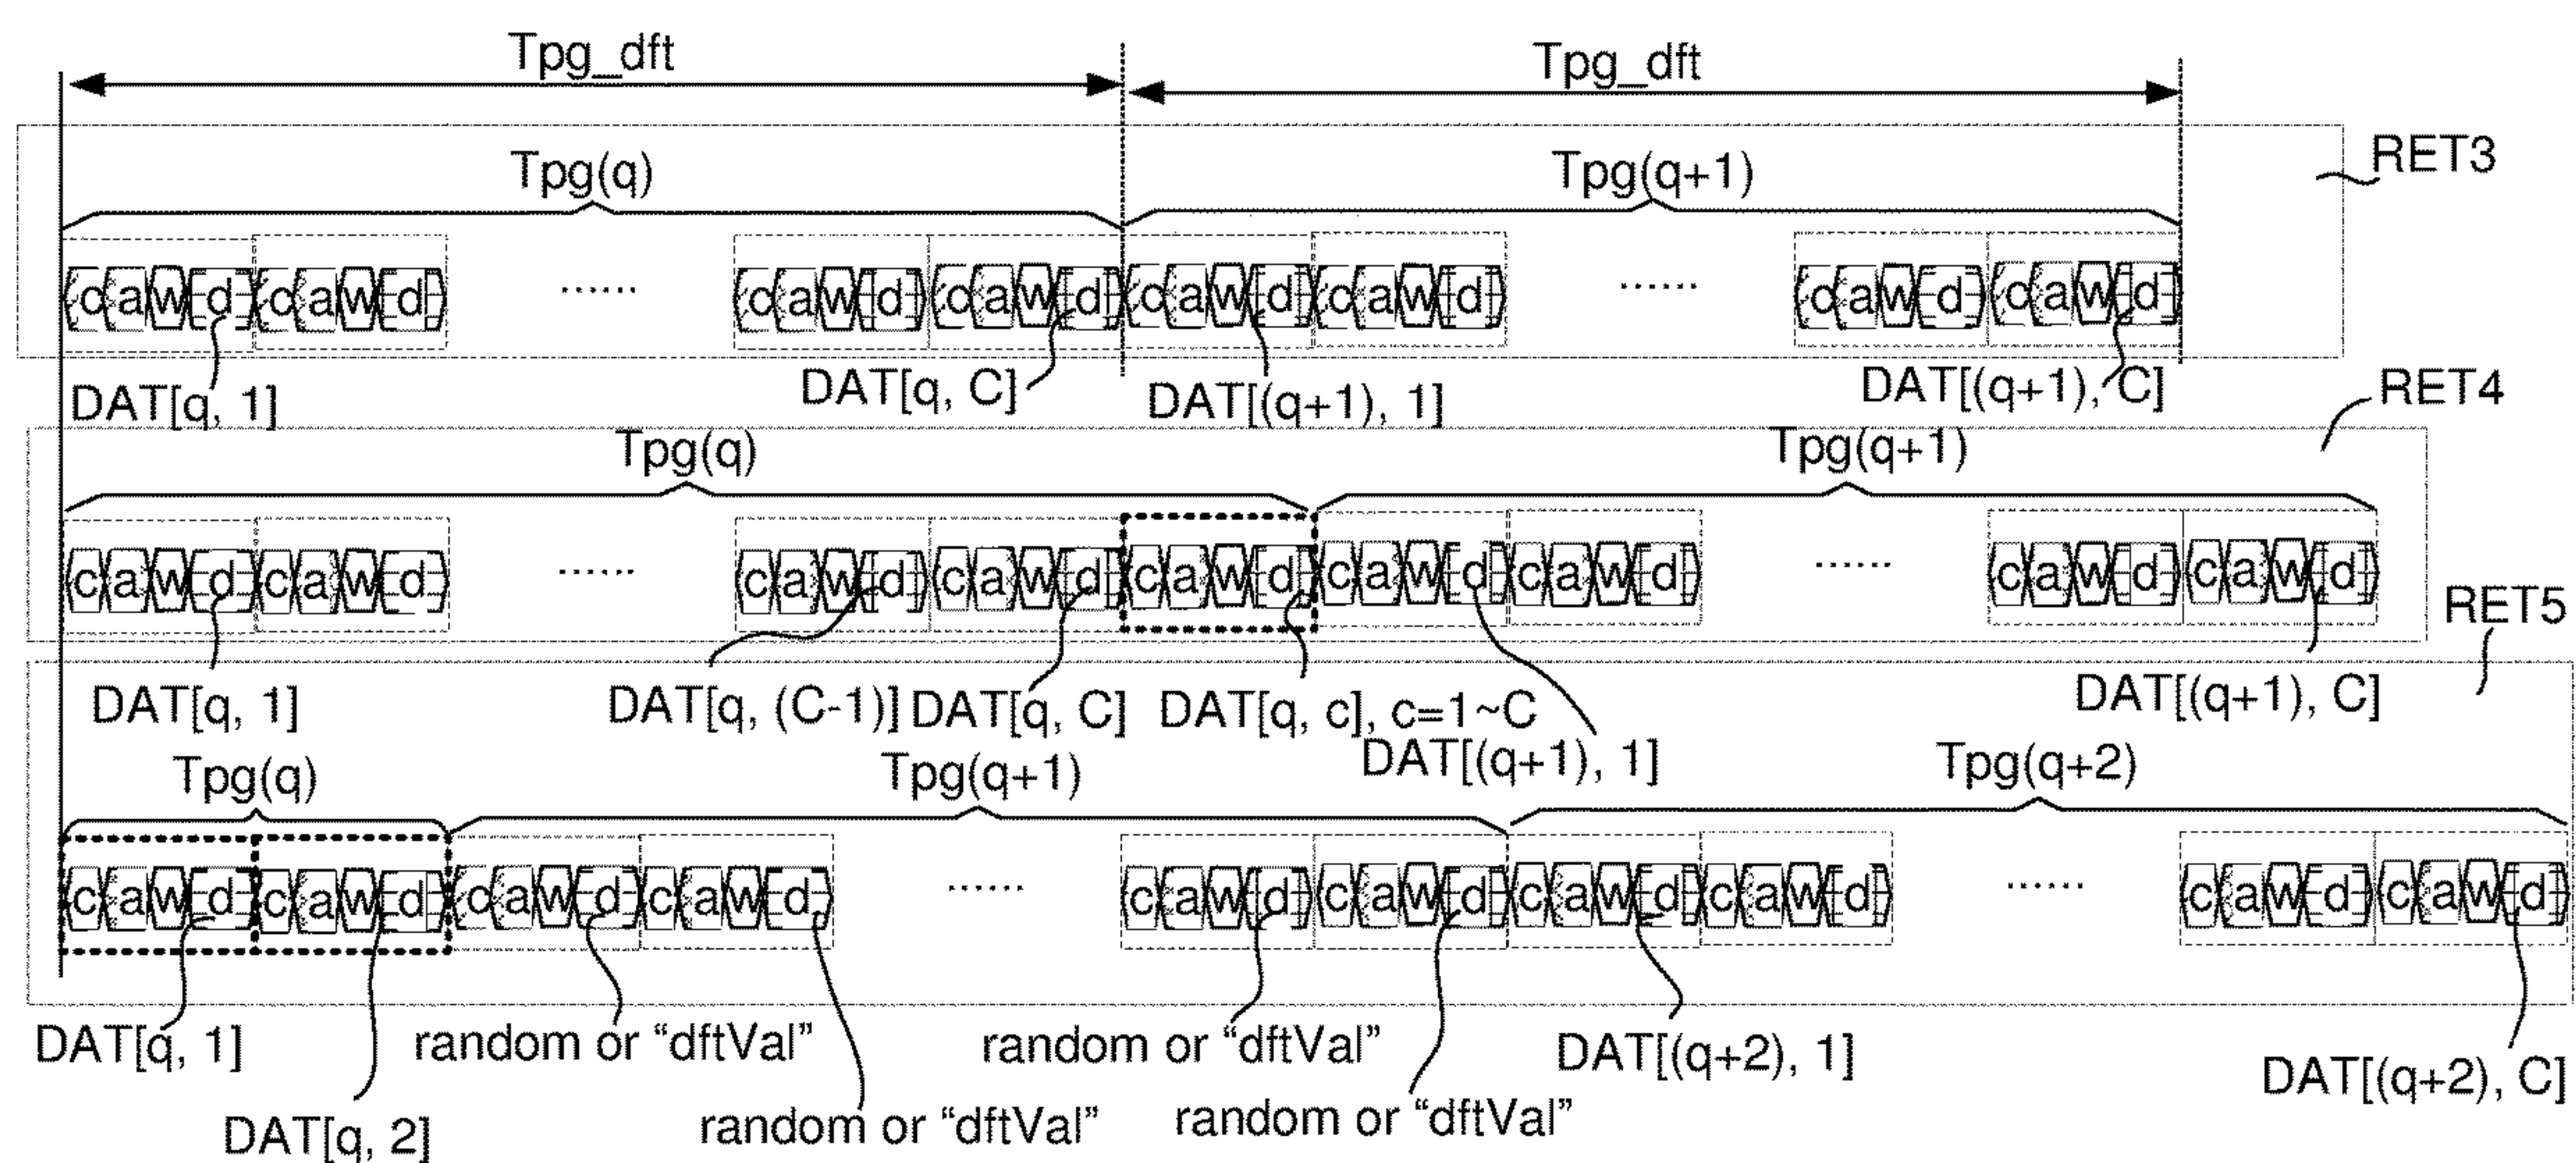 Tpg_dft Tpg_dft
RET3
Tpg(q) Tpg(q+1)
c a w d c a w d ...... c a w d c a w d c a w d c a w d ...... c a w d c a w d
DAT[q, 1] DAT[q, C] DAT[(q+1), 1] DAT[(q+1), C]
RET4
Tpg(q) Tpg(q+1)
c a w d c a w d ...... c a w d c a w d c a w d c a w d c a w d ...... c a w d c a w d
RET5
DAT[q, 1] DAT[q, (C-1)] DAT[q, C] DAT[q, c], c=1~C DAT[(q+1), C]
DAT[(q+1), 1]
Tpg(q) Tpg(q+1) Tpg(q+2)
c a w d c a w d c a w d c a w d ...... c a w d c a w d c a w d c a w d ...... c a w d c a w d
DAT[q, 1] random or “dftVal” random or “dftVal” DAT[(q+2), 1] DAT[(q+2), C]
DAT[q, 2] random or “dftVal” random or “dftVal”